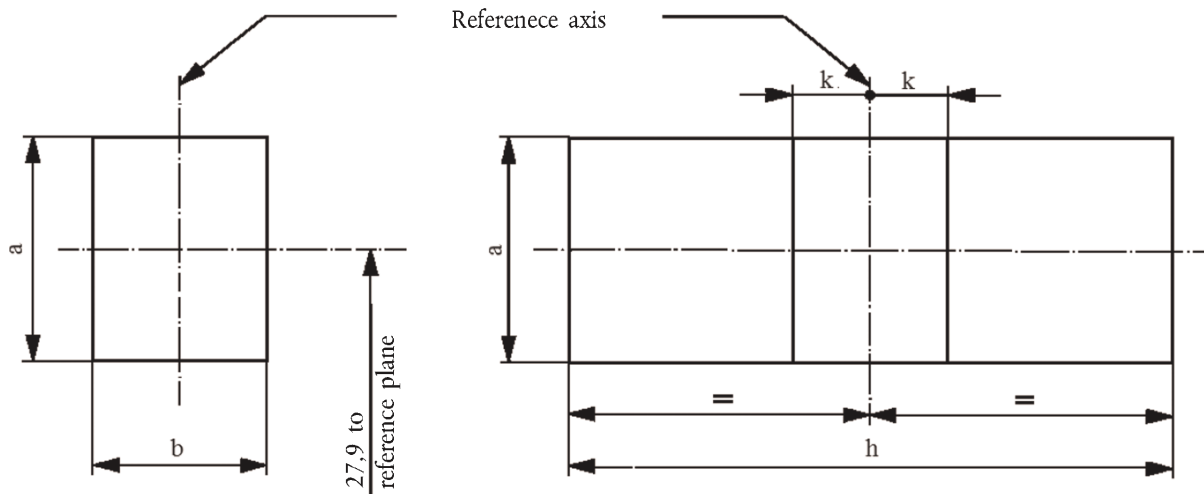 Referenece axis
k
k
a
a
27,9 to
reference plane
=
=
b
h